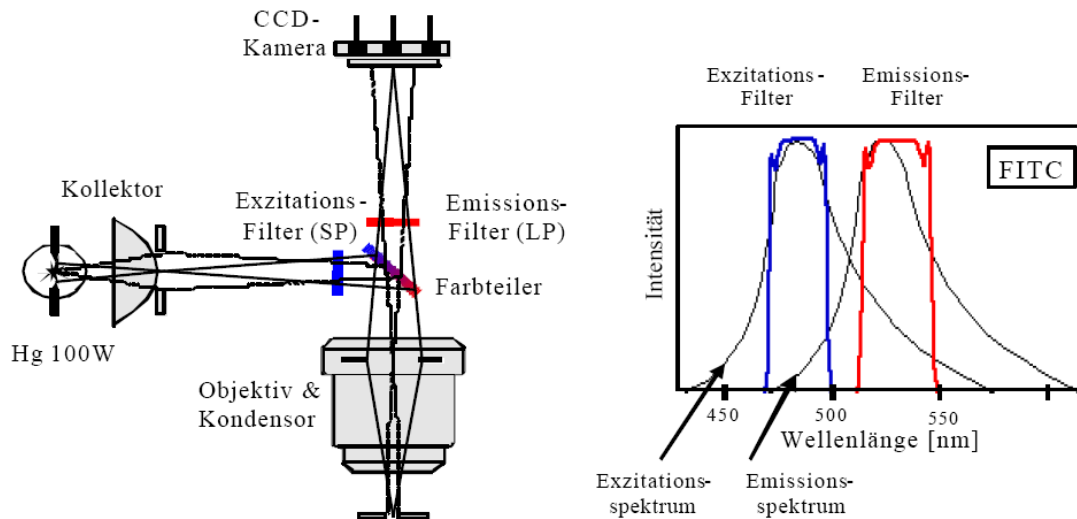 CCD-
Kamera
Kollektor
Exzitations-
Filter (SP)
Emissions-
Filter (LP)
Farbteiler
Hg 100W
Objektiv &
Kondensor
Exzitations-
Filter
Emissions-
Filter
FITC
Intensität
450
500
550
Wellenlänge [nm]
Exzitations-
spektrum
Emissions-
spektrum